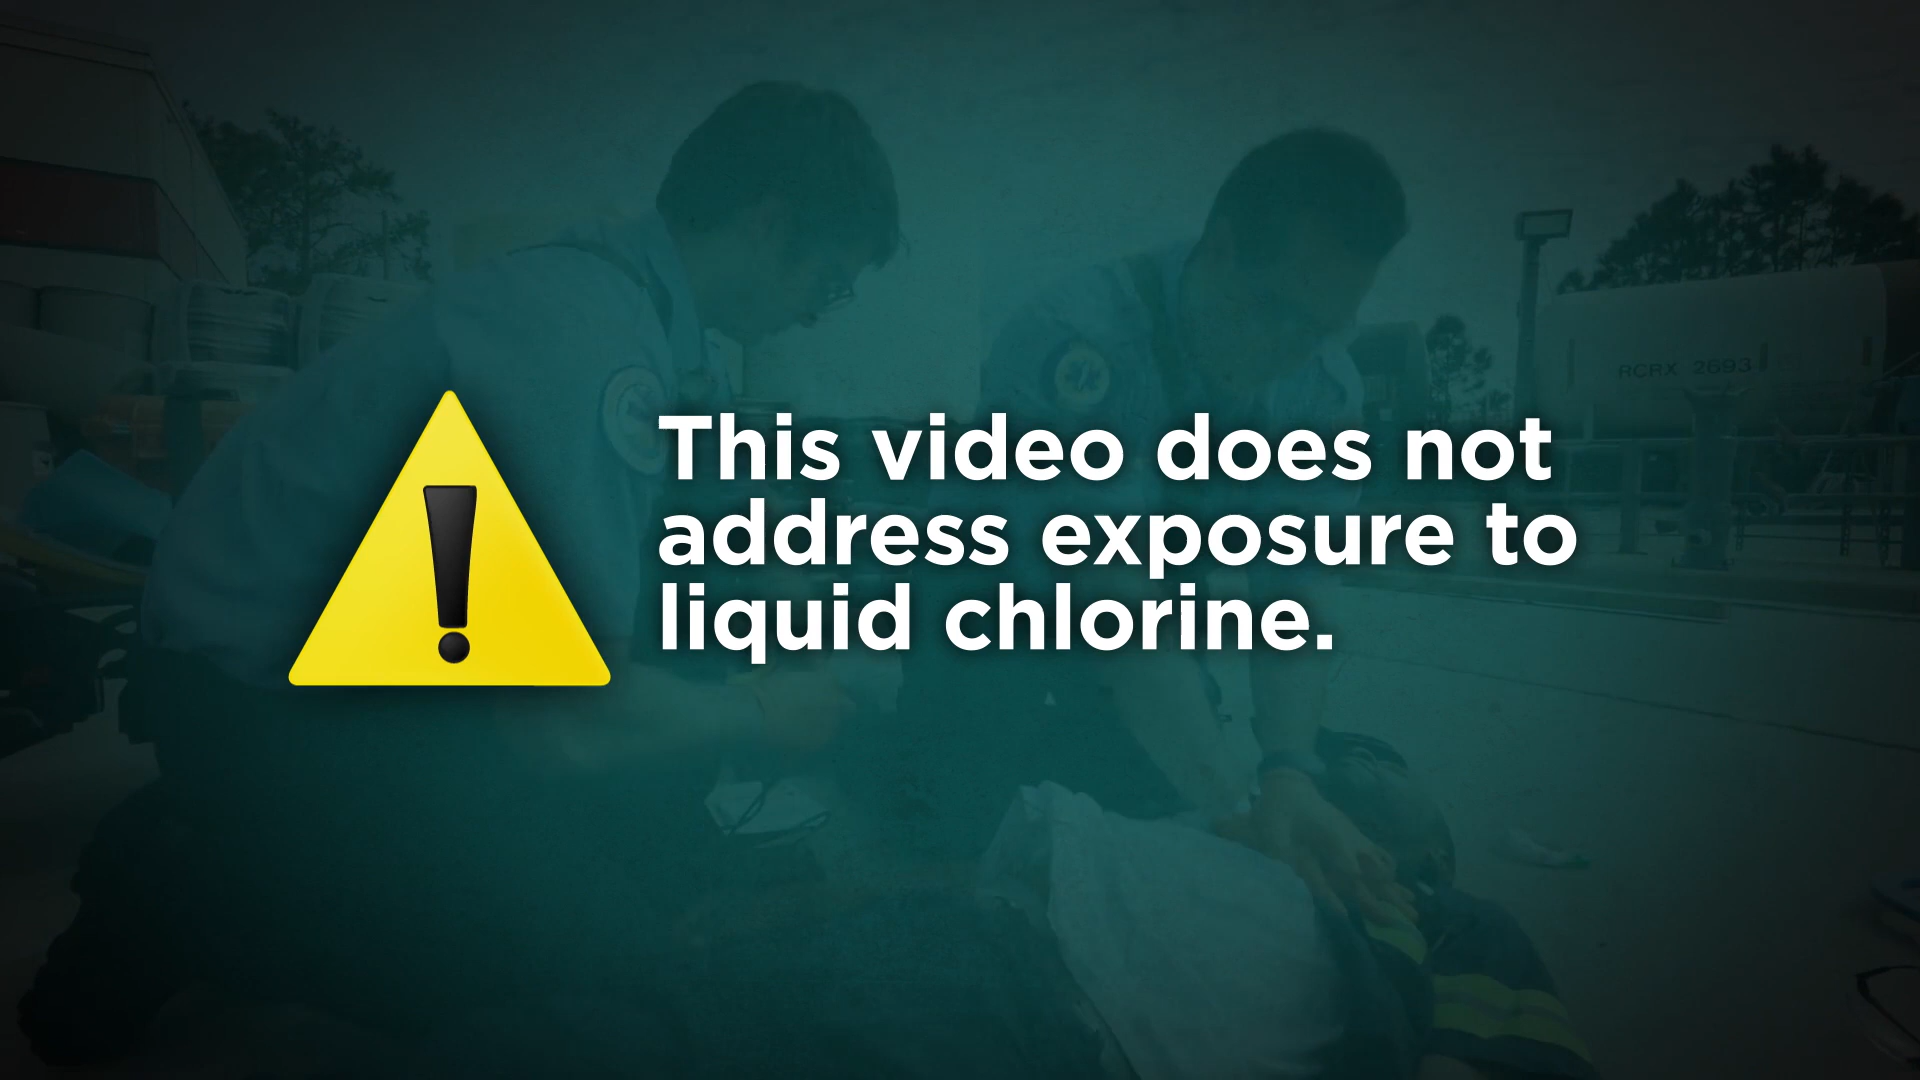 RCRX 2693
This video does not
address exposure to
liquid chlorine.